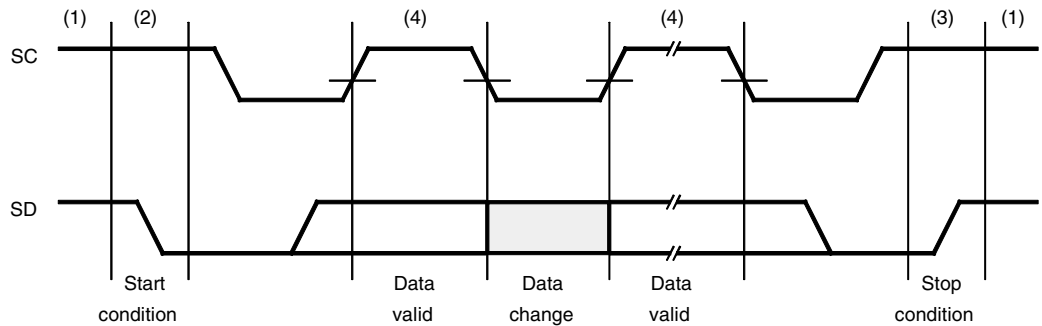 (1) (2) (4) (4) (3) (1)
SC
SD
Start condition
Data valid
Data change
Data valid
Stop condition